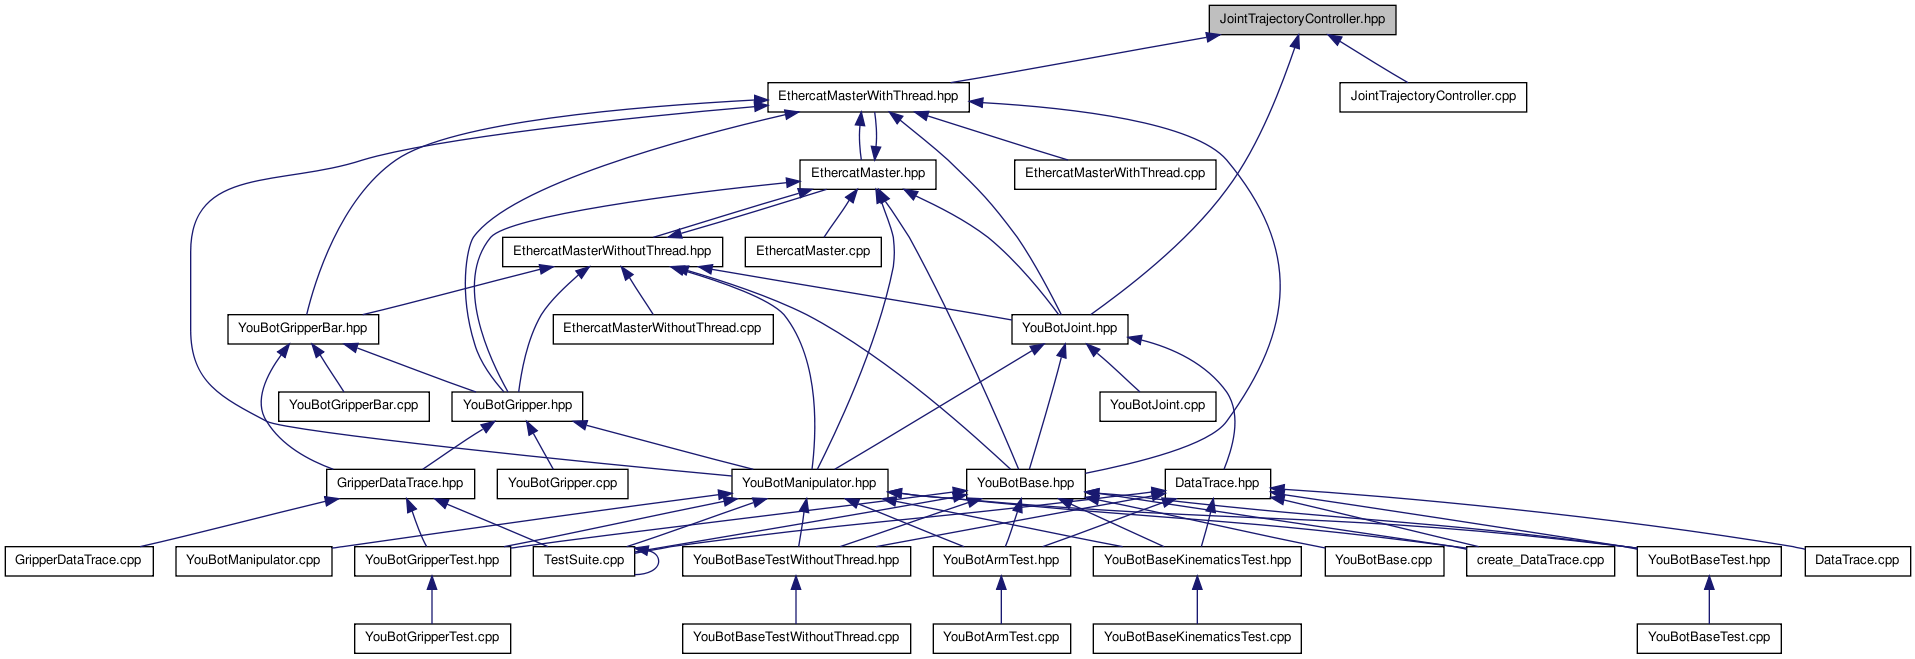 JointTrajectoryController.hpp
EthercatMasterWithThread.hpp
JointTrajectoryController.cpp
EthercatMaster.hpp
EthercatMasterWithThread.cpp
EthercatMasterWithoutThread.hpp
EthercatMaster.cpp
YouBotGripperBar.hpp
EthercatMasterWithoutThread.cpp
YouBotJoint.hpp
YouBotGripperBar.cpp
YouBotGripper.hpp
YouBotJoint.cpp
GripperDataTrace.hpp
YouBotGripper.cpp
YouBotManipulator.hpp
YouBotBase.hpp
DataTrace.hpp
GripperDataTrace.cpp
YouBotManipulator.cpp
YouBotGripperTest.hpp
TestSuite.cpp
YouBotBaseTestWithoutThread.hpp
YouBotArmTest.hpp
YouBotBaseKinematicsTest.hpp
YouBotBase.cpp
create_DataTrace.cpp
YouBotBaseTest.hpp
DataTrace.cpp
YouBotGripperTest.cpp
YouBotBaseTestWithoutThread.cpp
YouBotArmTest.cpp
YouBotBaseKinematicsTest.cpp
YouBotBaseTest.cpp